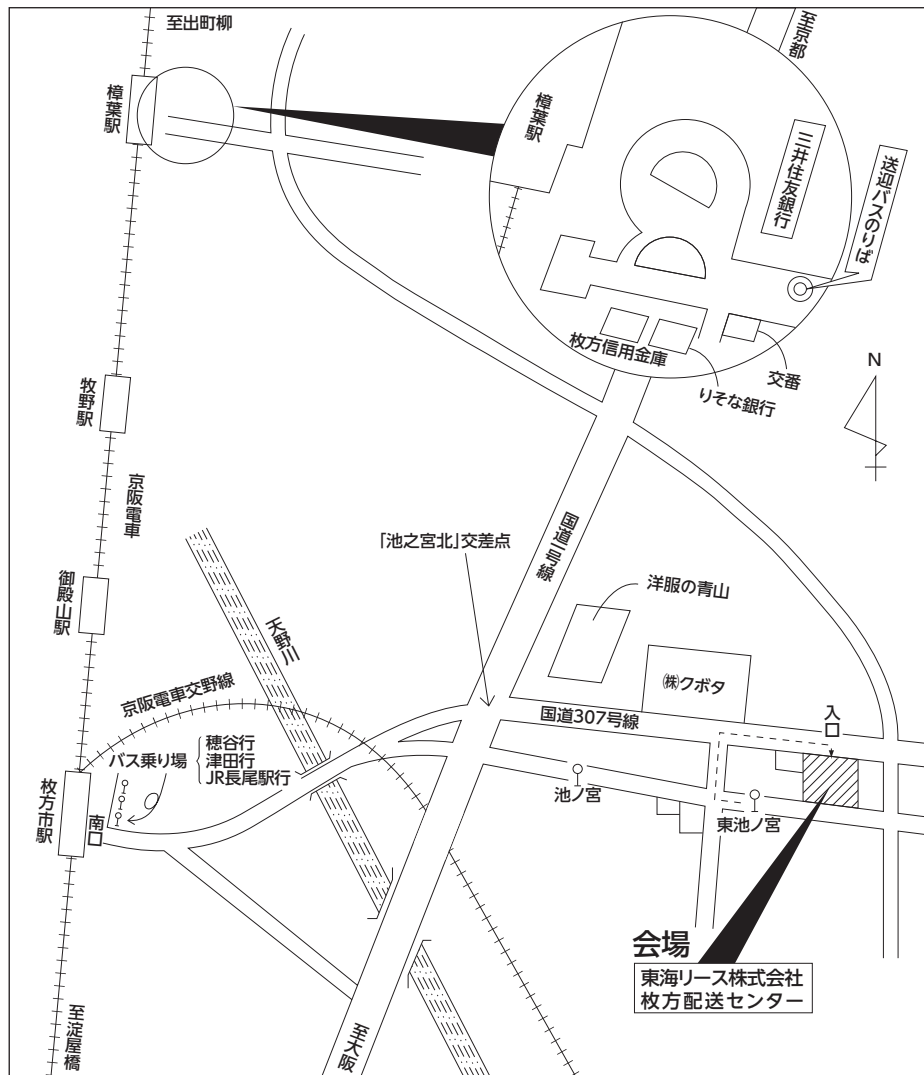 至出町柳
樟葉駅
至京都
樟葉駅
三井住友銀行
送迎バスのりば
枚方信用金庫
りそな銀行
交番
N
牧野駅
京阪電車
御殿山駅
「池之宮北」交差点
国道一号線
洋服の青山
㈱クボタ
天野川
京阪電車交野線
国道307号線
入口
バス乗り場
穂谷行
津田行
JR長尾駅行
枚方市駅
南口
池ノ宮
東池ノ宮
会場
東海リース株式会社
枚方配送センター
至淀屋橋
至大阪